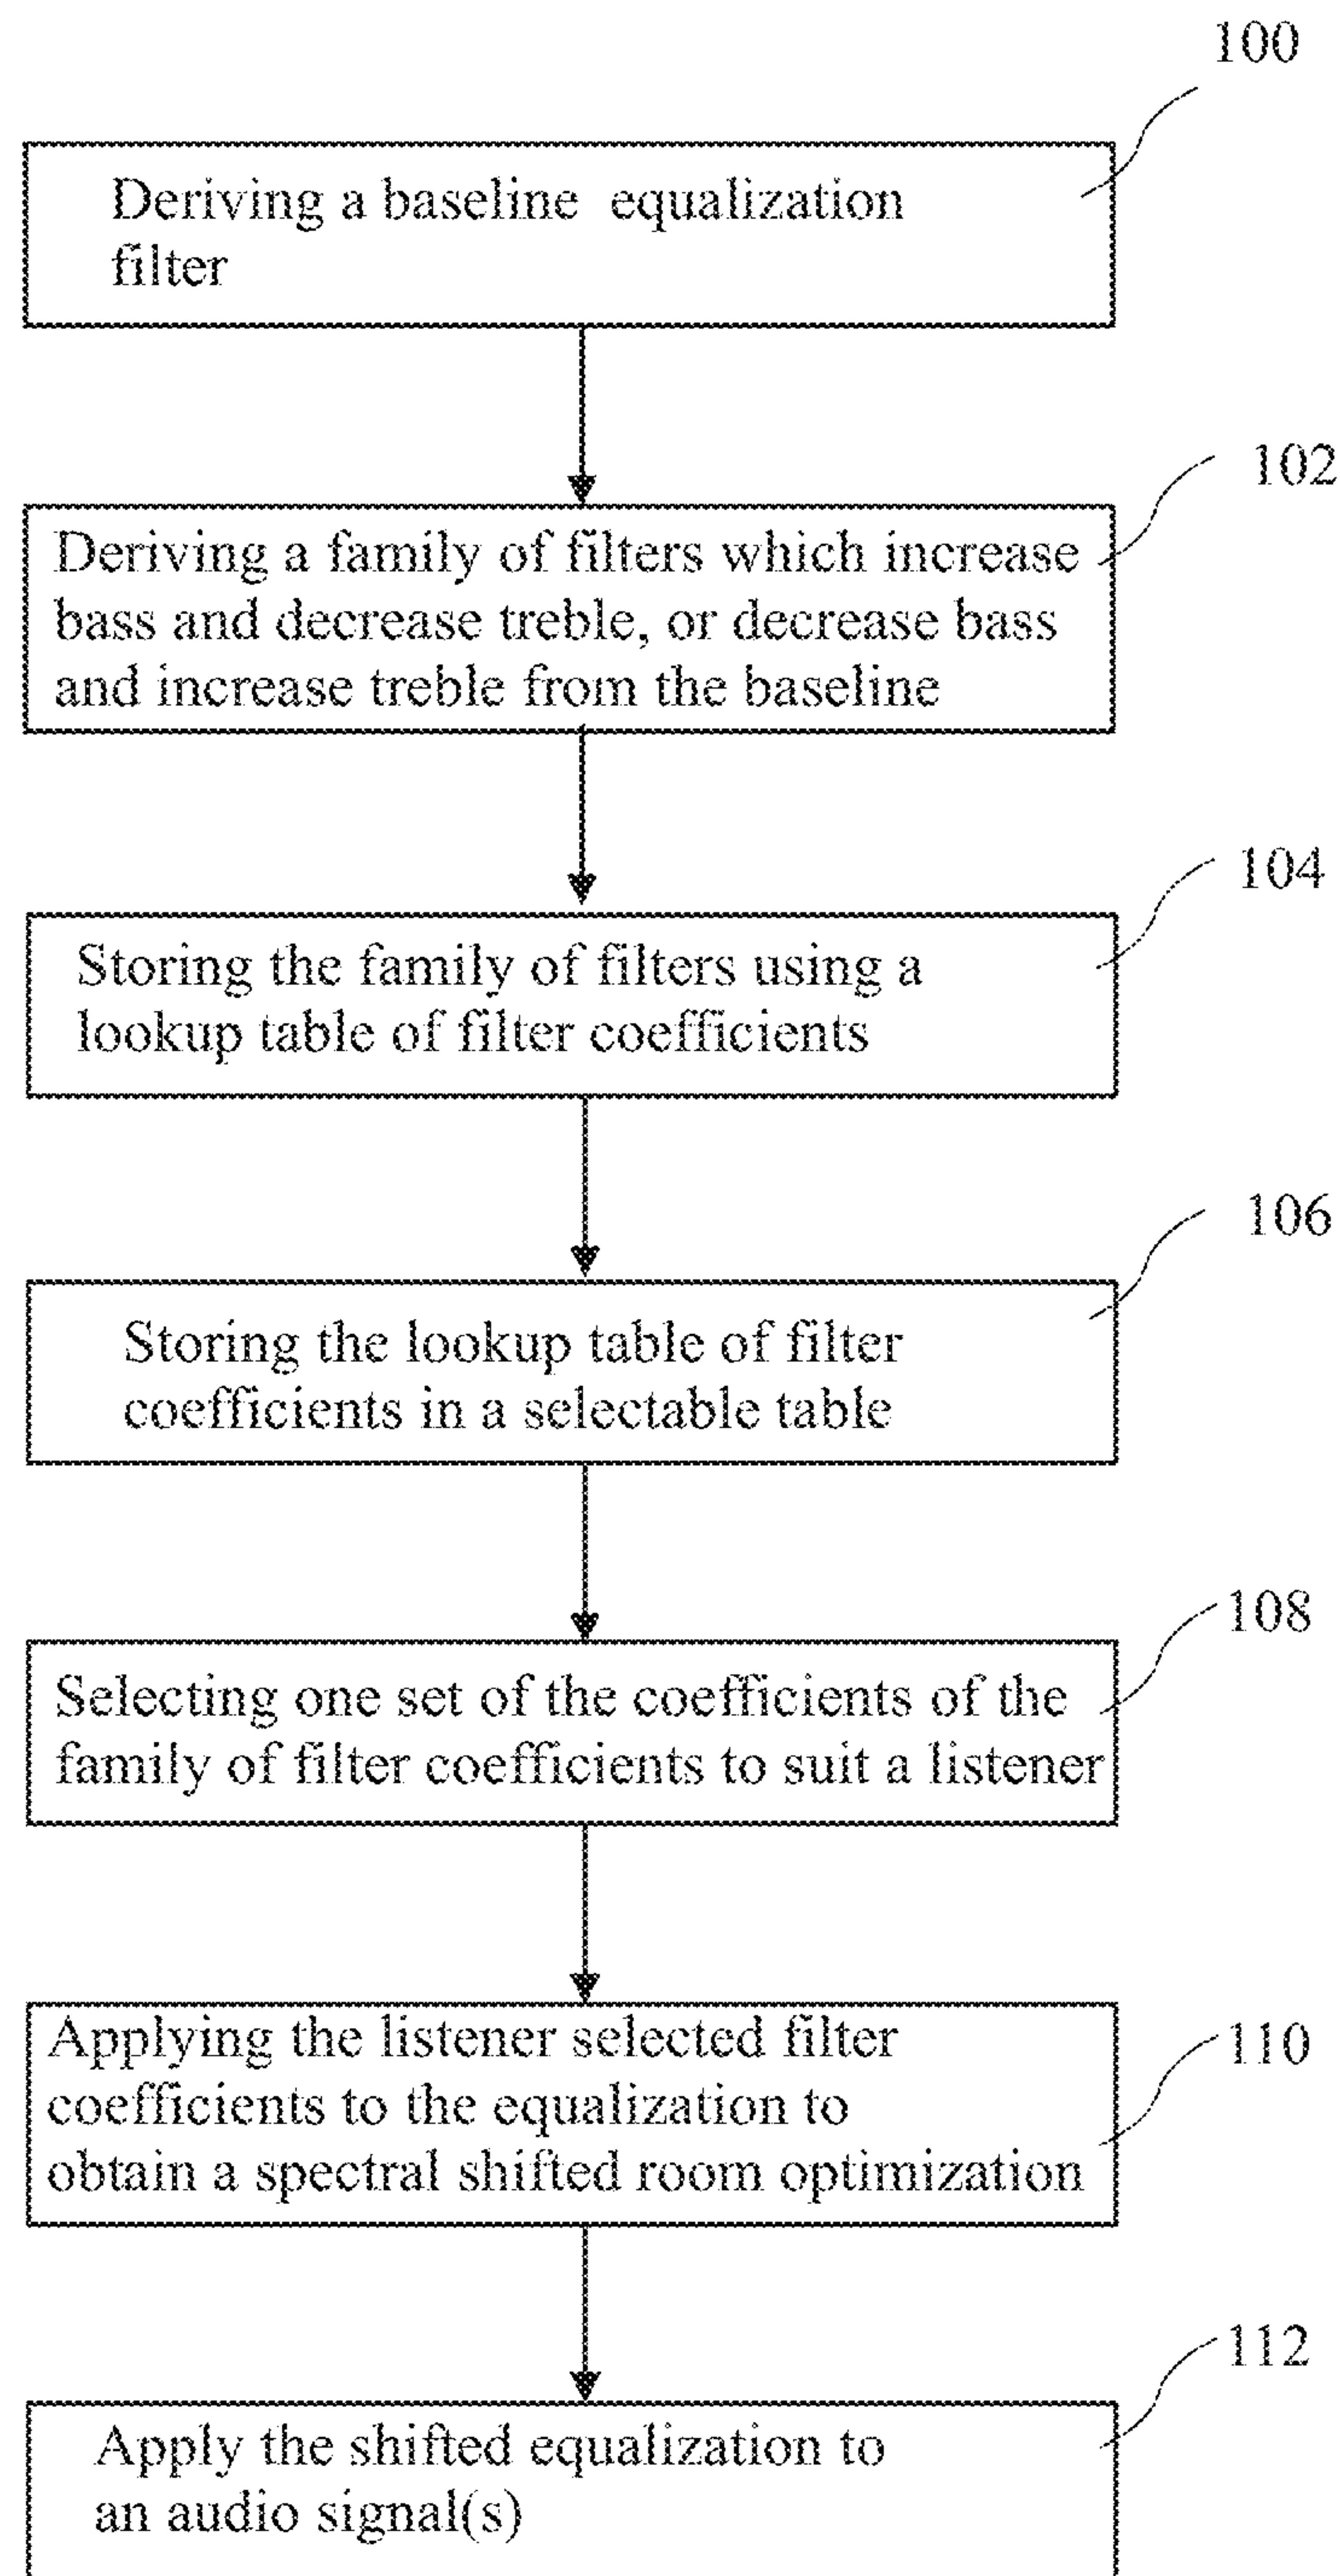 100
Deriving a baseline equalization
filter
102
Deriving a family of filters which increase
bass and decrease treble, or decrease bass
and increase treble from the baseline
104
Storing the family of filters using a
lookup table of filter coefficients
106
Storing the lookup table of filter
coefficients in a selectable table
108
Selecting one set of the coefficients of the
family of filter coefficients to suit a listener
110
Applying the listener selected filter
coefficients to the equalization to
obtain a spectral shifted room optimization
112
Apply the shifted equalization to
an audio signal(s)